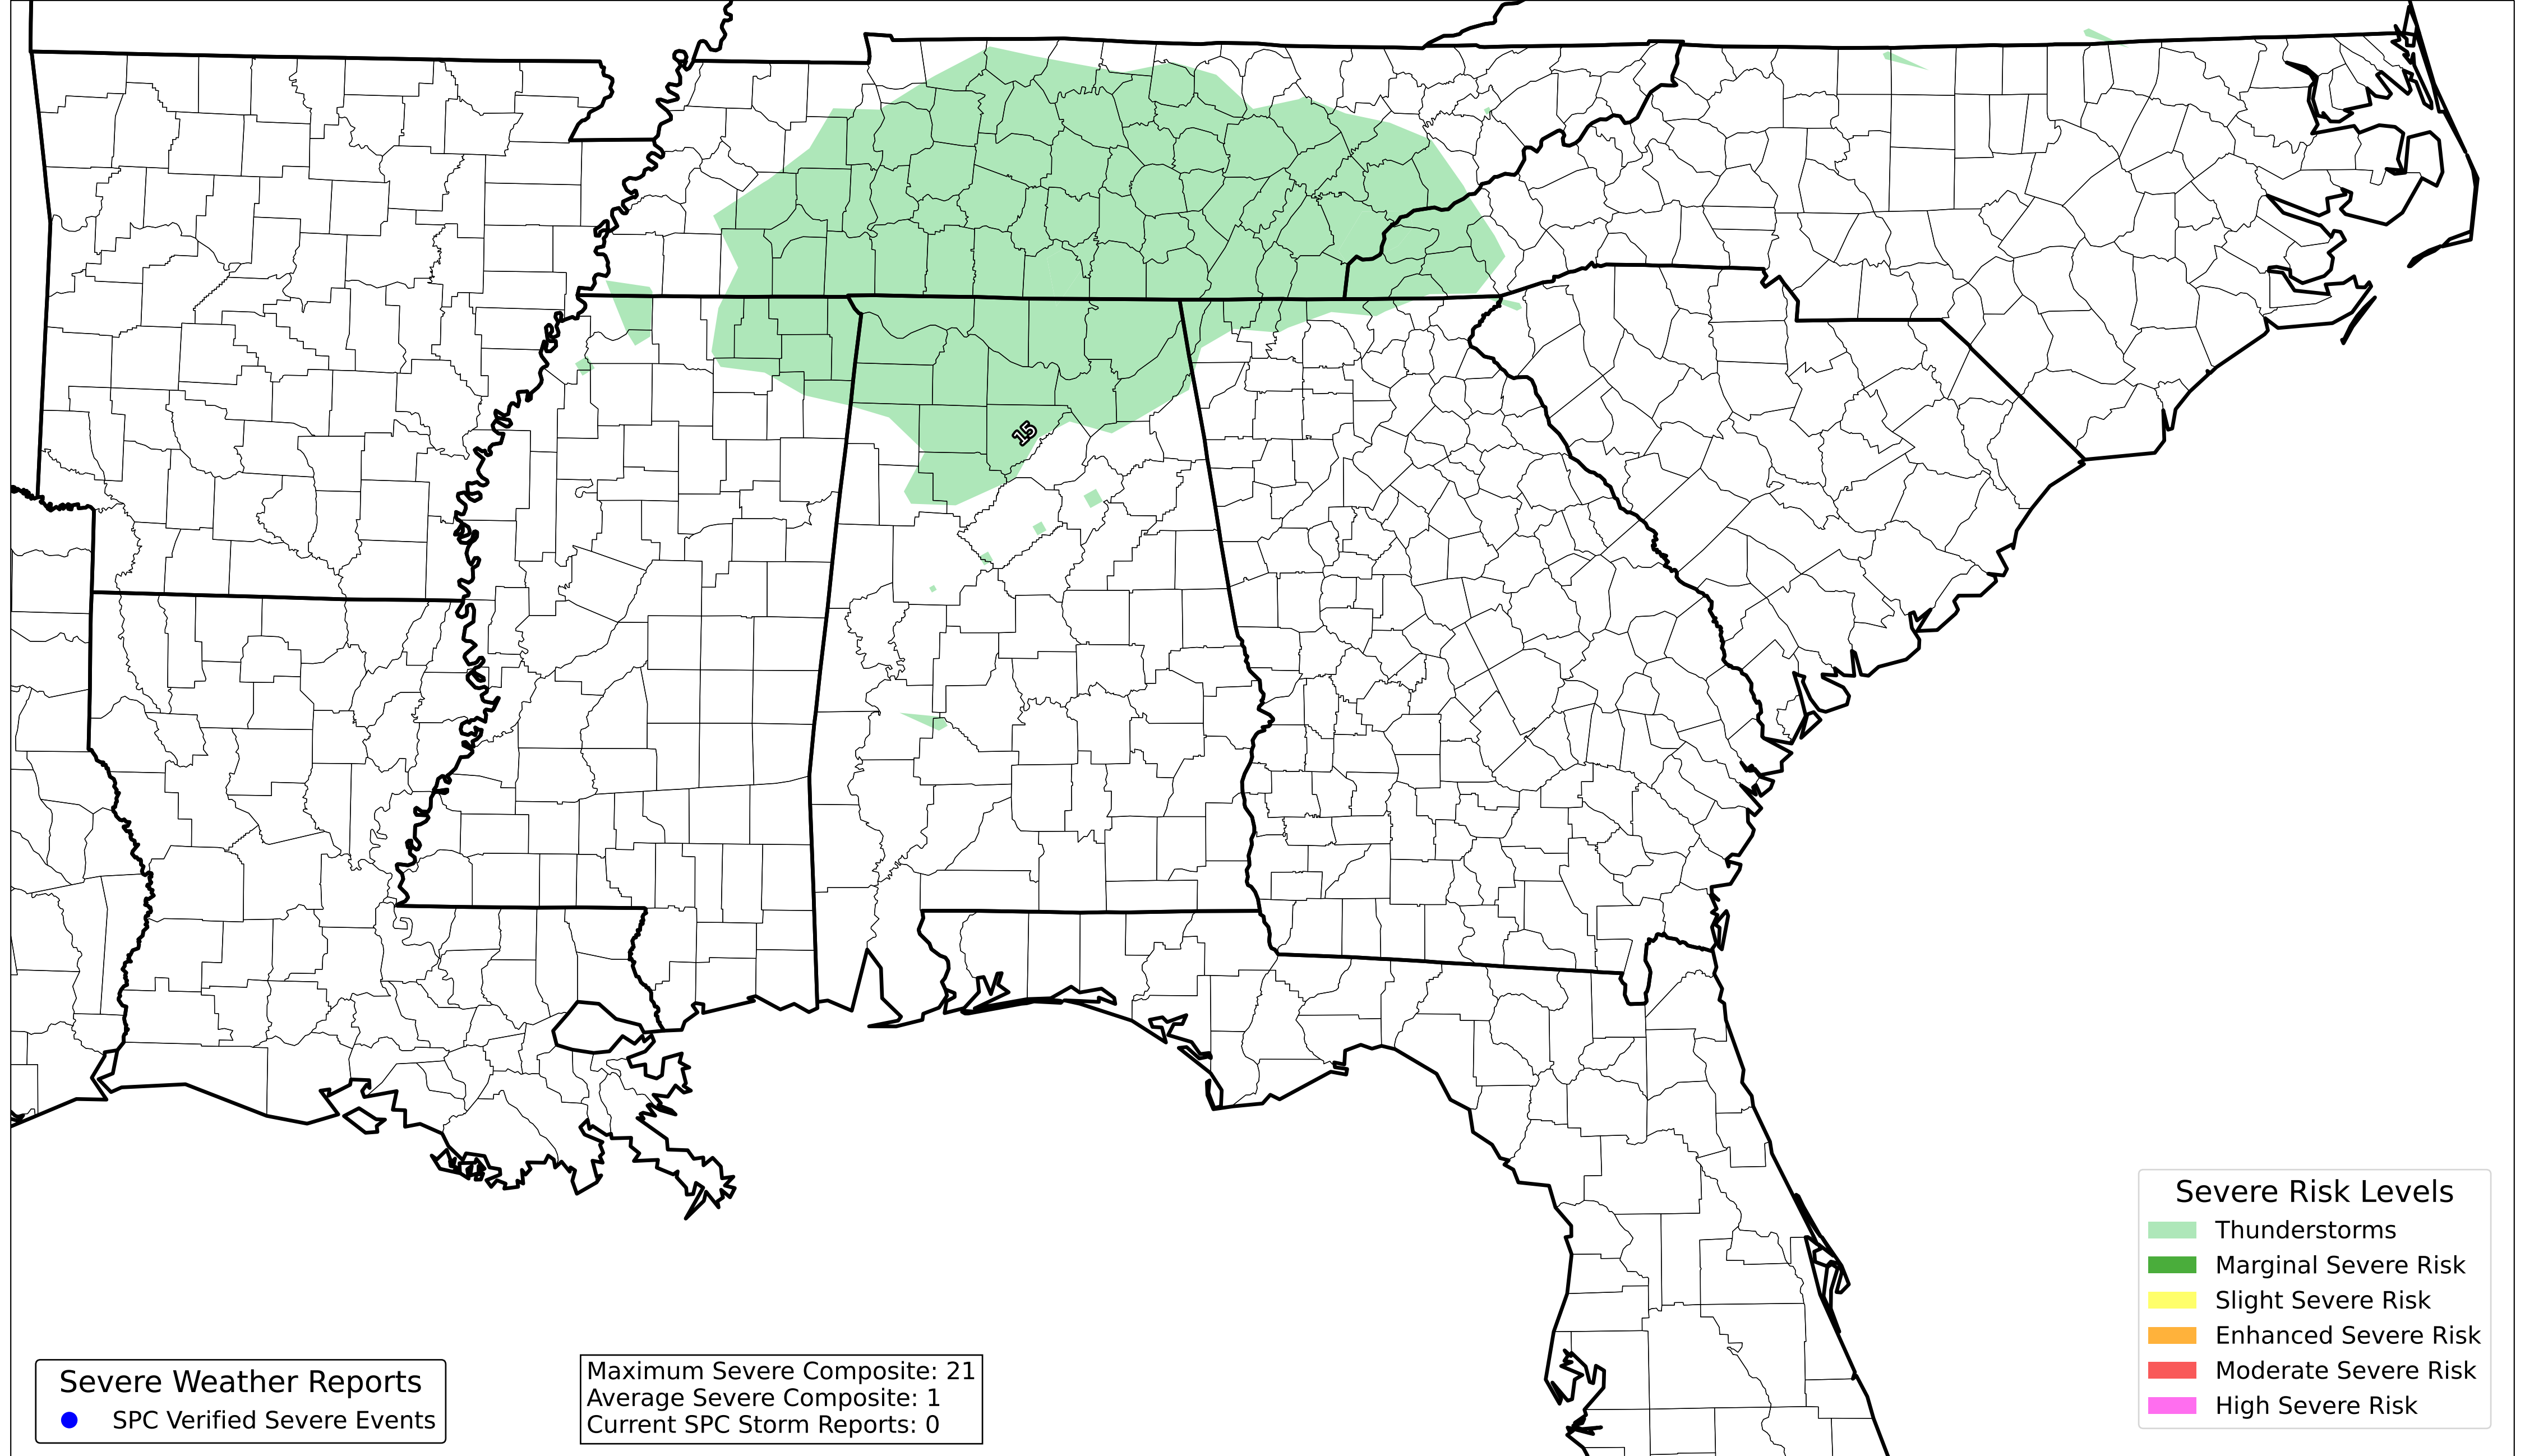 15
Severe Risk Levels
Thunderstorms
Marginal Severe Risk
Slight Severe Risk
Enhanced Severe Risk
Moderate Severe Risk
High Severe Risk
Severe Weather Reports
SPC Verified Severe Events
Maximum Severe Composite: 21
Average Severe Composite: 1
Current SPC Storm Reports: 0